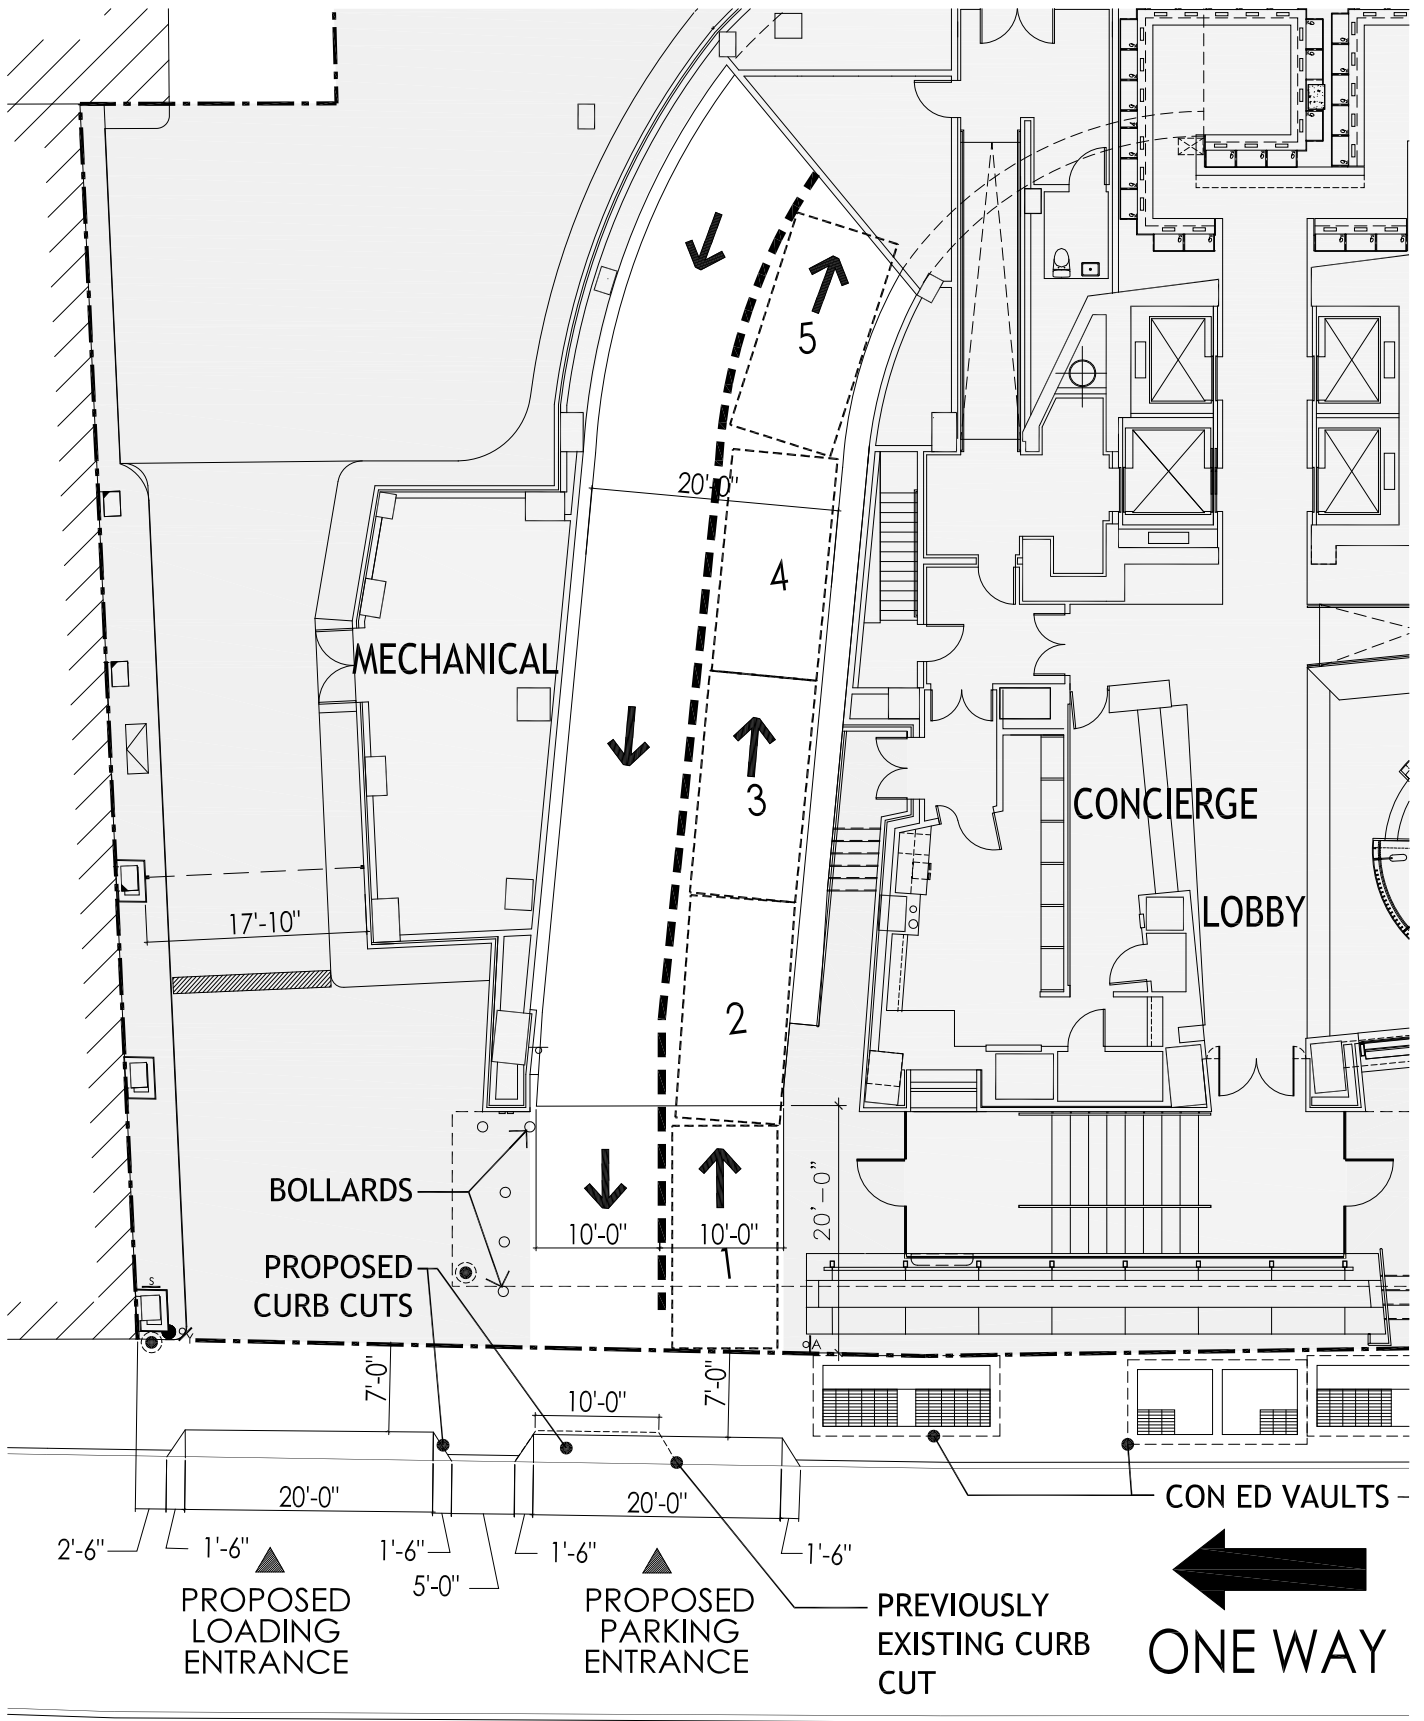 5
20'-0"
4
MECHANICAL
3
CONCIERGE
LOBBY
17'-10"
2
BOLLARDS
20'-0"
10'-0"
10'-0"
1
PROPOSED
CURB CUTS
S
A
7'-0"
7'-0"
10'-0"
20'-0"
20'-0"
CON ED VAULTS
2'-6"
1'-6"
1'-6"
1'-6"
1'-6"
5'-0"
PROPOSED
LOADING
ENTRANCE
PROPOSED
PARKING
ENTRANCE
PREVIOUSLY
EXISTING CURB
CUT
ONE WAY